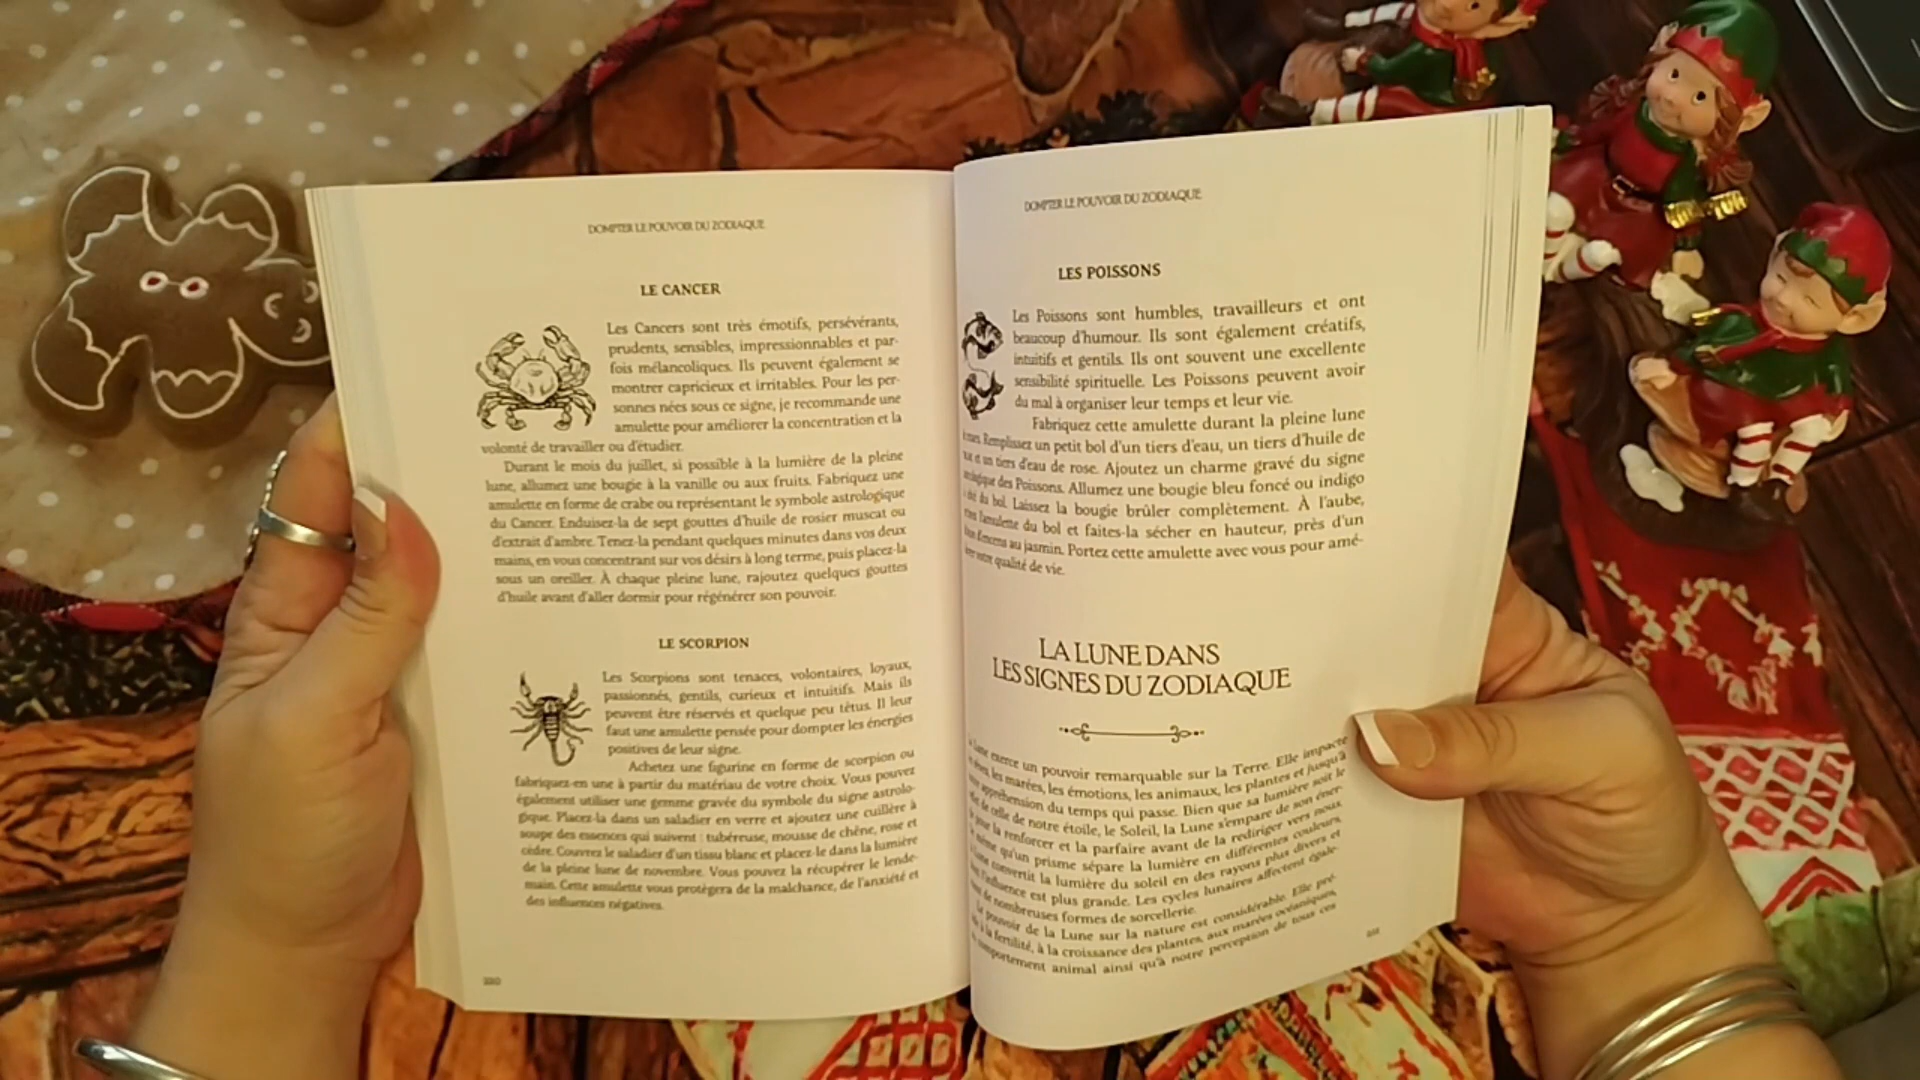 DOMPTER LE POUVOIR DU ZODIAQUE
LE CANCER
Les Cancers sont très émotifs, persévérants,
prudents, sensibles, impressionnables et par-
fois mélancoliques. Ils peuvent également se
montrer capricieux et irritables. Pour les per-
sonnes nées sous ce signe, je recommande une
amulette pour améliorer la concentration et la
volonté de travailler ou d'étudier.
Durant le mois du juillet, si possible à la lumière de la pleine
lune, allumez une bougie à la vanille ou aux fruits. Fabriquez une
amulette en forme de crabe ou représentant le symbole astrologique
du Cancer. Enduisez-la de sept gouttes d'huile de rosier muscat ou
d'extrait d'ambre. Tenez-la pendant quelques minutes dans vos deux
mains, en vous concentrant sur vos désirs à long terme, puis placez-la
sous un oreiller. À chaque pleine lune, rajoutez quelques gouttes
d'huile avant d'aller dormir pour régénérer son pouvoir.
LE SCORPION
Les Scorpions sont tenaces, volontaires, loyaux,
passionnés, gentils, curieux et intuitifs. Mais ils
peuvent être réservés et quelque peu têtus. Il leur
faut une amulette pensée pour dompter les énergies
positives de leur signe.
Achetez une figurine en forme de scorpion ou
fabriquez-en une à partir du matériau de votre choix. Vous pouvez
également utiliser une gemme gravée du symbole du signe astrolo-
gique. Placez-la dans un saladier en verre et ajoutez une cuillère à
soupe des essences qui suivent : tubéreuse, mousse de chêne, rose et
cèdre. Couvrez le saladier d'un tissu blanc et placez-le dans la lumière
de la pleine lune de novembre. Vous pouvez la récupérer le lende-
main. Cette amulette vous protègera de la malchance, de l'anxiété et
des influences négatives.
DOMPTER LE POUVOIR DU ZODIAQUE
LES POISSONS
Les Poissons sont humbles, travailleurs et ont
beaucoup d'humour. Ils sont également créatifs,
intuitifs et gentils. Ils ont souvent une excellente
sensibilité spirituelle. Les Poissons peuvent avoir
du mal à organiser leur temps et leur vie.
Fabriquez cette amulette durant la pleine lune
Remplissez un petit bol d'un tiers d'eau, un tiers d'huile de
et un tiers d'eau de rose. Ajoutez un charme gravé du signe
des Poissons. Allumez une bougie bleu foncé ou indigo
du bol. Laissez la bougie brûler complètement. À l'aube,
l'amulette du bol et faites-la sécher en hauteur, près d'un
d'encens au jasmin. Portez cette amulette avec vous pour amé-
votre qualité de vie.
LA LUNE DANS
LES SIGNES DU ZODIAQUE
Lune exerce un pouvoir remarquable sur la Terre. Elle impacte
les marées, les émotions, les animaux, les plantes et jusqu'à
appréhension du temps qui passe. Bien que sa lumière soit le
de celle de notre étoile, le Soleil, la Lune s'empare de son éner-
pour la renforcer et la parfaire avant de la rediriger vers nous.
même qu'un prisme sépare la lumière en différentes couleurs,
convertit la lumière du soleil en des rayons plus divers et
l'influence est plus grande. Les cycles lunaires affectent égale-
de nombreuses formes de sorcellerie.
pouvoir de la Lune sur la nature est considérable. Elle pré-
à la fertilité, à la croissance des plantes, aux marées océaniques,
comportement animal ainsi qu'à notre perception de tous ces